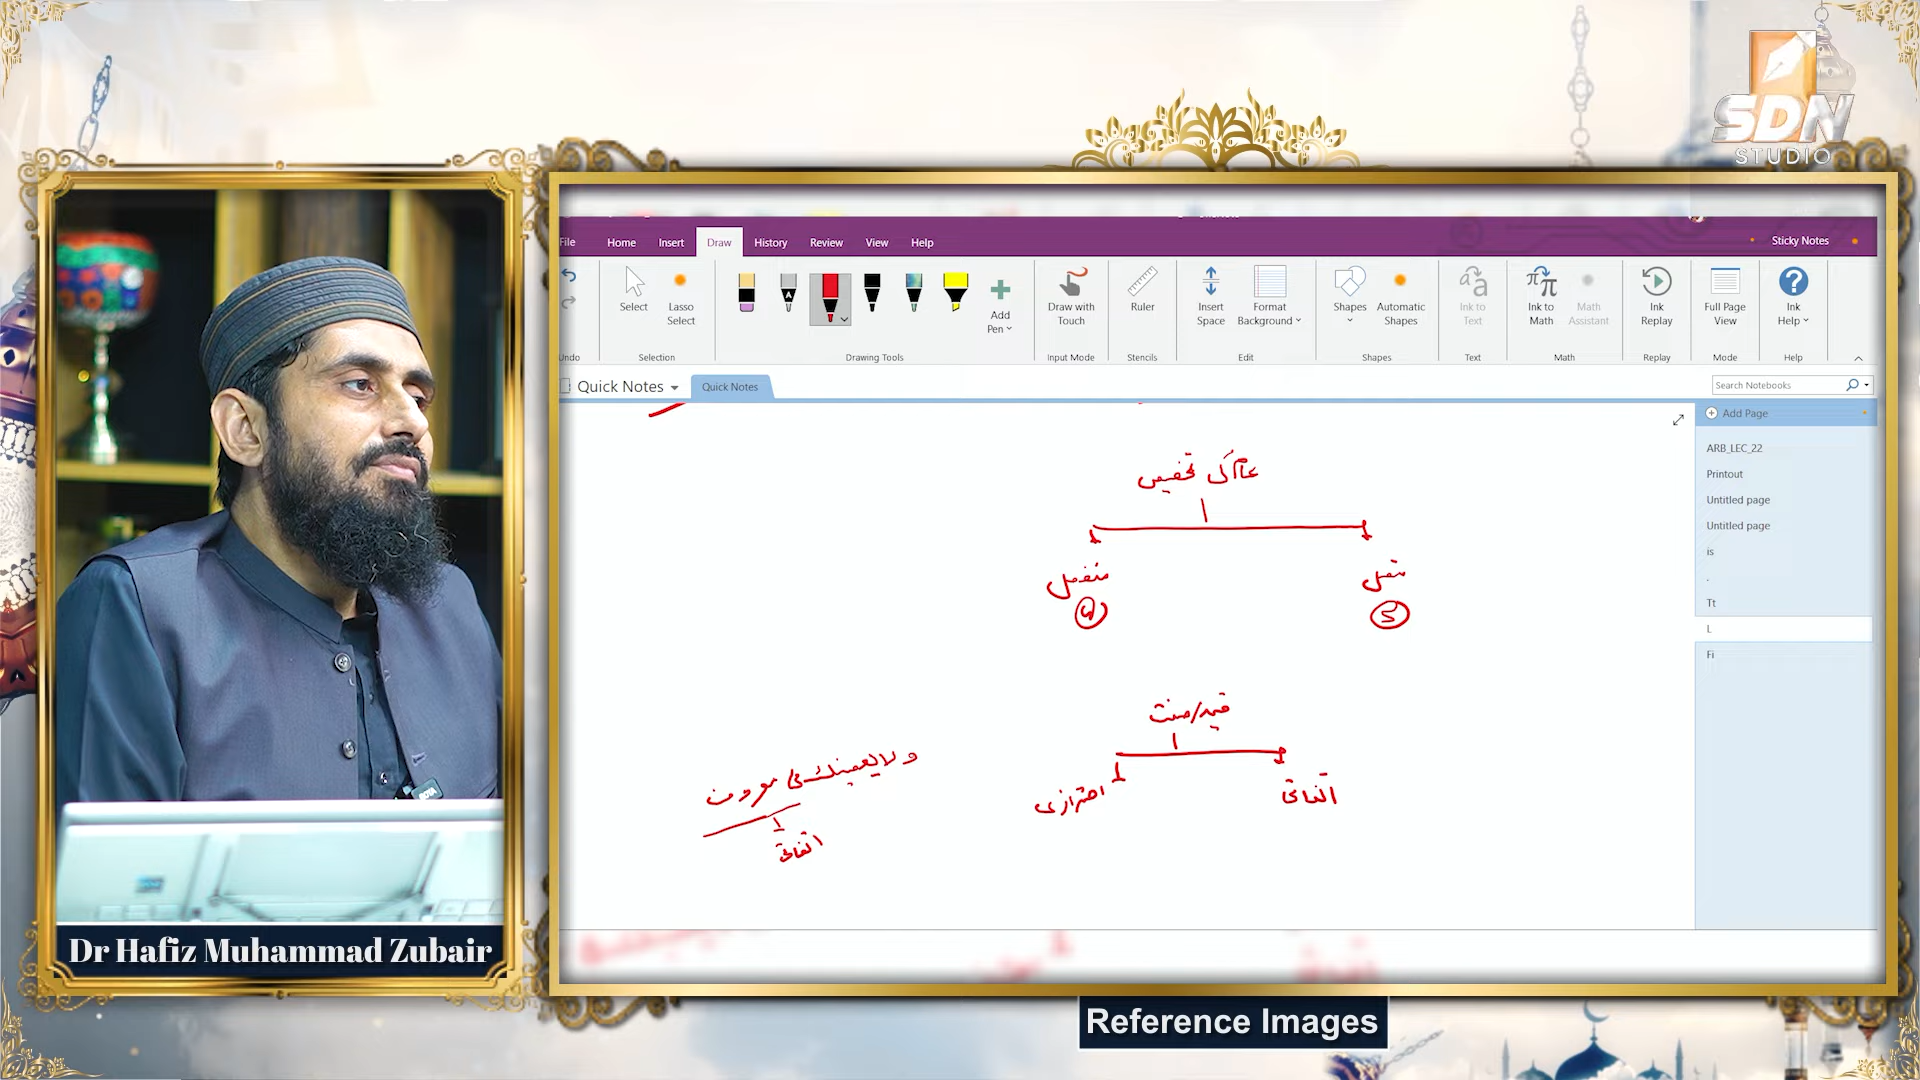 SDN
STUDIO
File Home Insert Draw History Review View Help Sticky Notes
Select
Lasso Select
Add Pen
Draw with Touch
Ruler
Insert Space
Format Background
Shapes
Automatic Shapes
Ink to Text
Ink to Math
Math Assistant
Ink Replay
Full Page View
Ink Help
Undo Selection Drawing Tools Input Mode Stencils Edit Shapes Text Math Replay Mode Help
Quick Notes Quick Notes Search Notebooks
Add Page
ARB_LEC_22
Printout
Untitled page
Untitled page
is
.
Tt
L
Fi
عام کی تخصیص
متصل منفصل
قید/صفت
اتفاقی احترازی
ولا یعصینک فی معروف
اتفاقی
BOYA
Dr Hafiz Muhammad Zubair
Reference Images